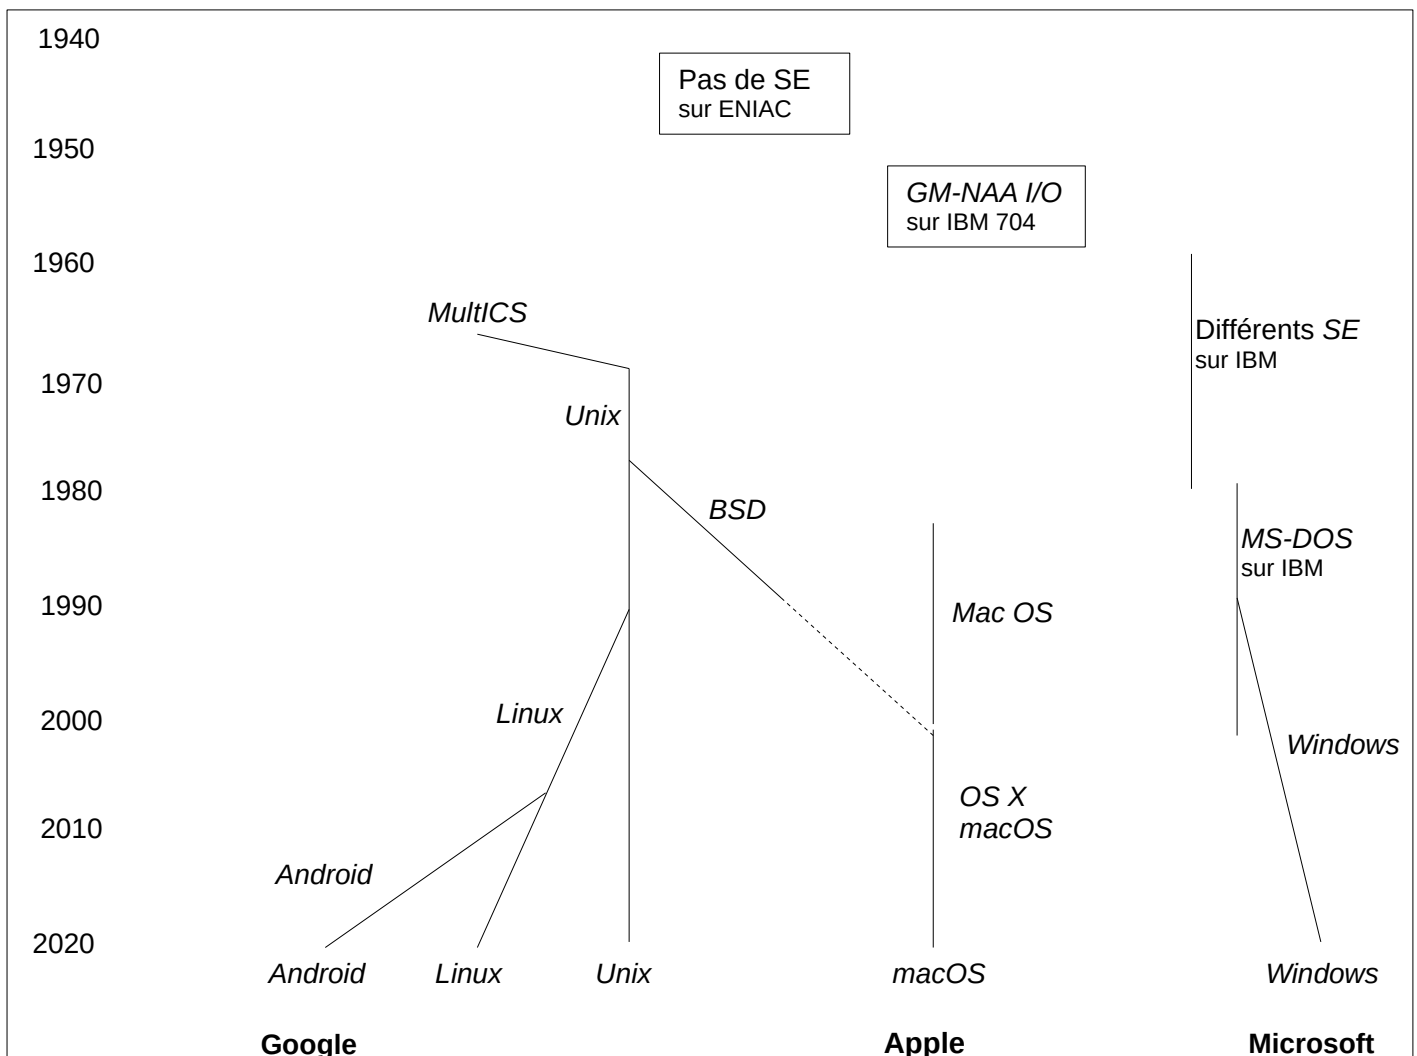 1940
Pas de SE
sur ENIAC
1950
GM-NAA I/O
sur IBM 704
1960
MultICS
Différents SE
sur IBM
1970
Unix
1980
BSD
MS-DOS
sur IBM
1990
Mac OS
Linux
2000
Windows
OS X
macOS
2010
Android
2020
Android
Linux
Unix
macOS
Windows
Google
Apple
Microsoft